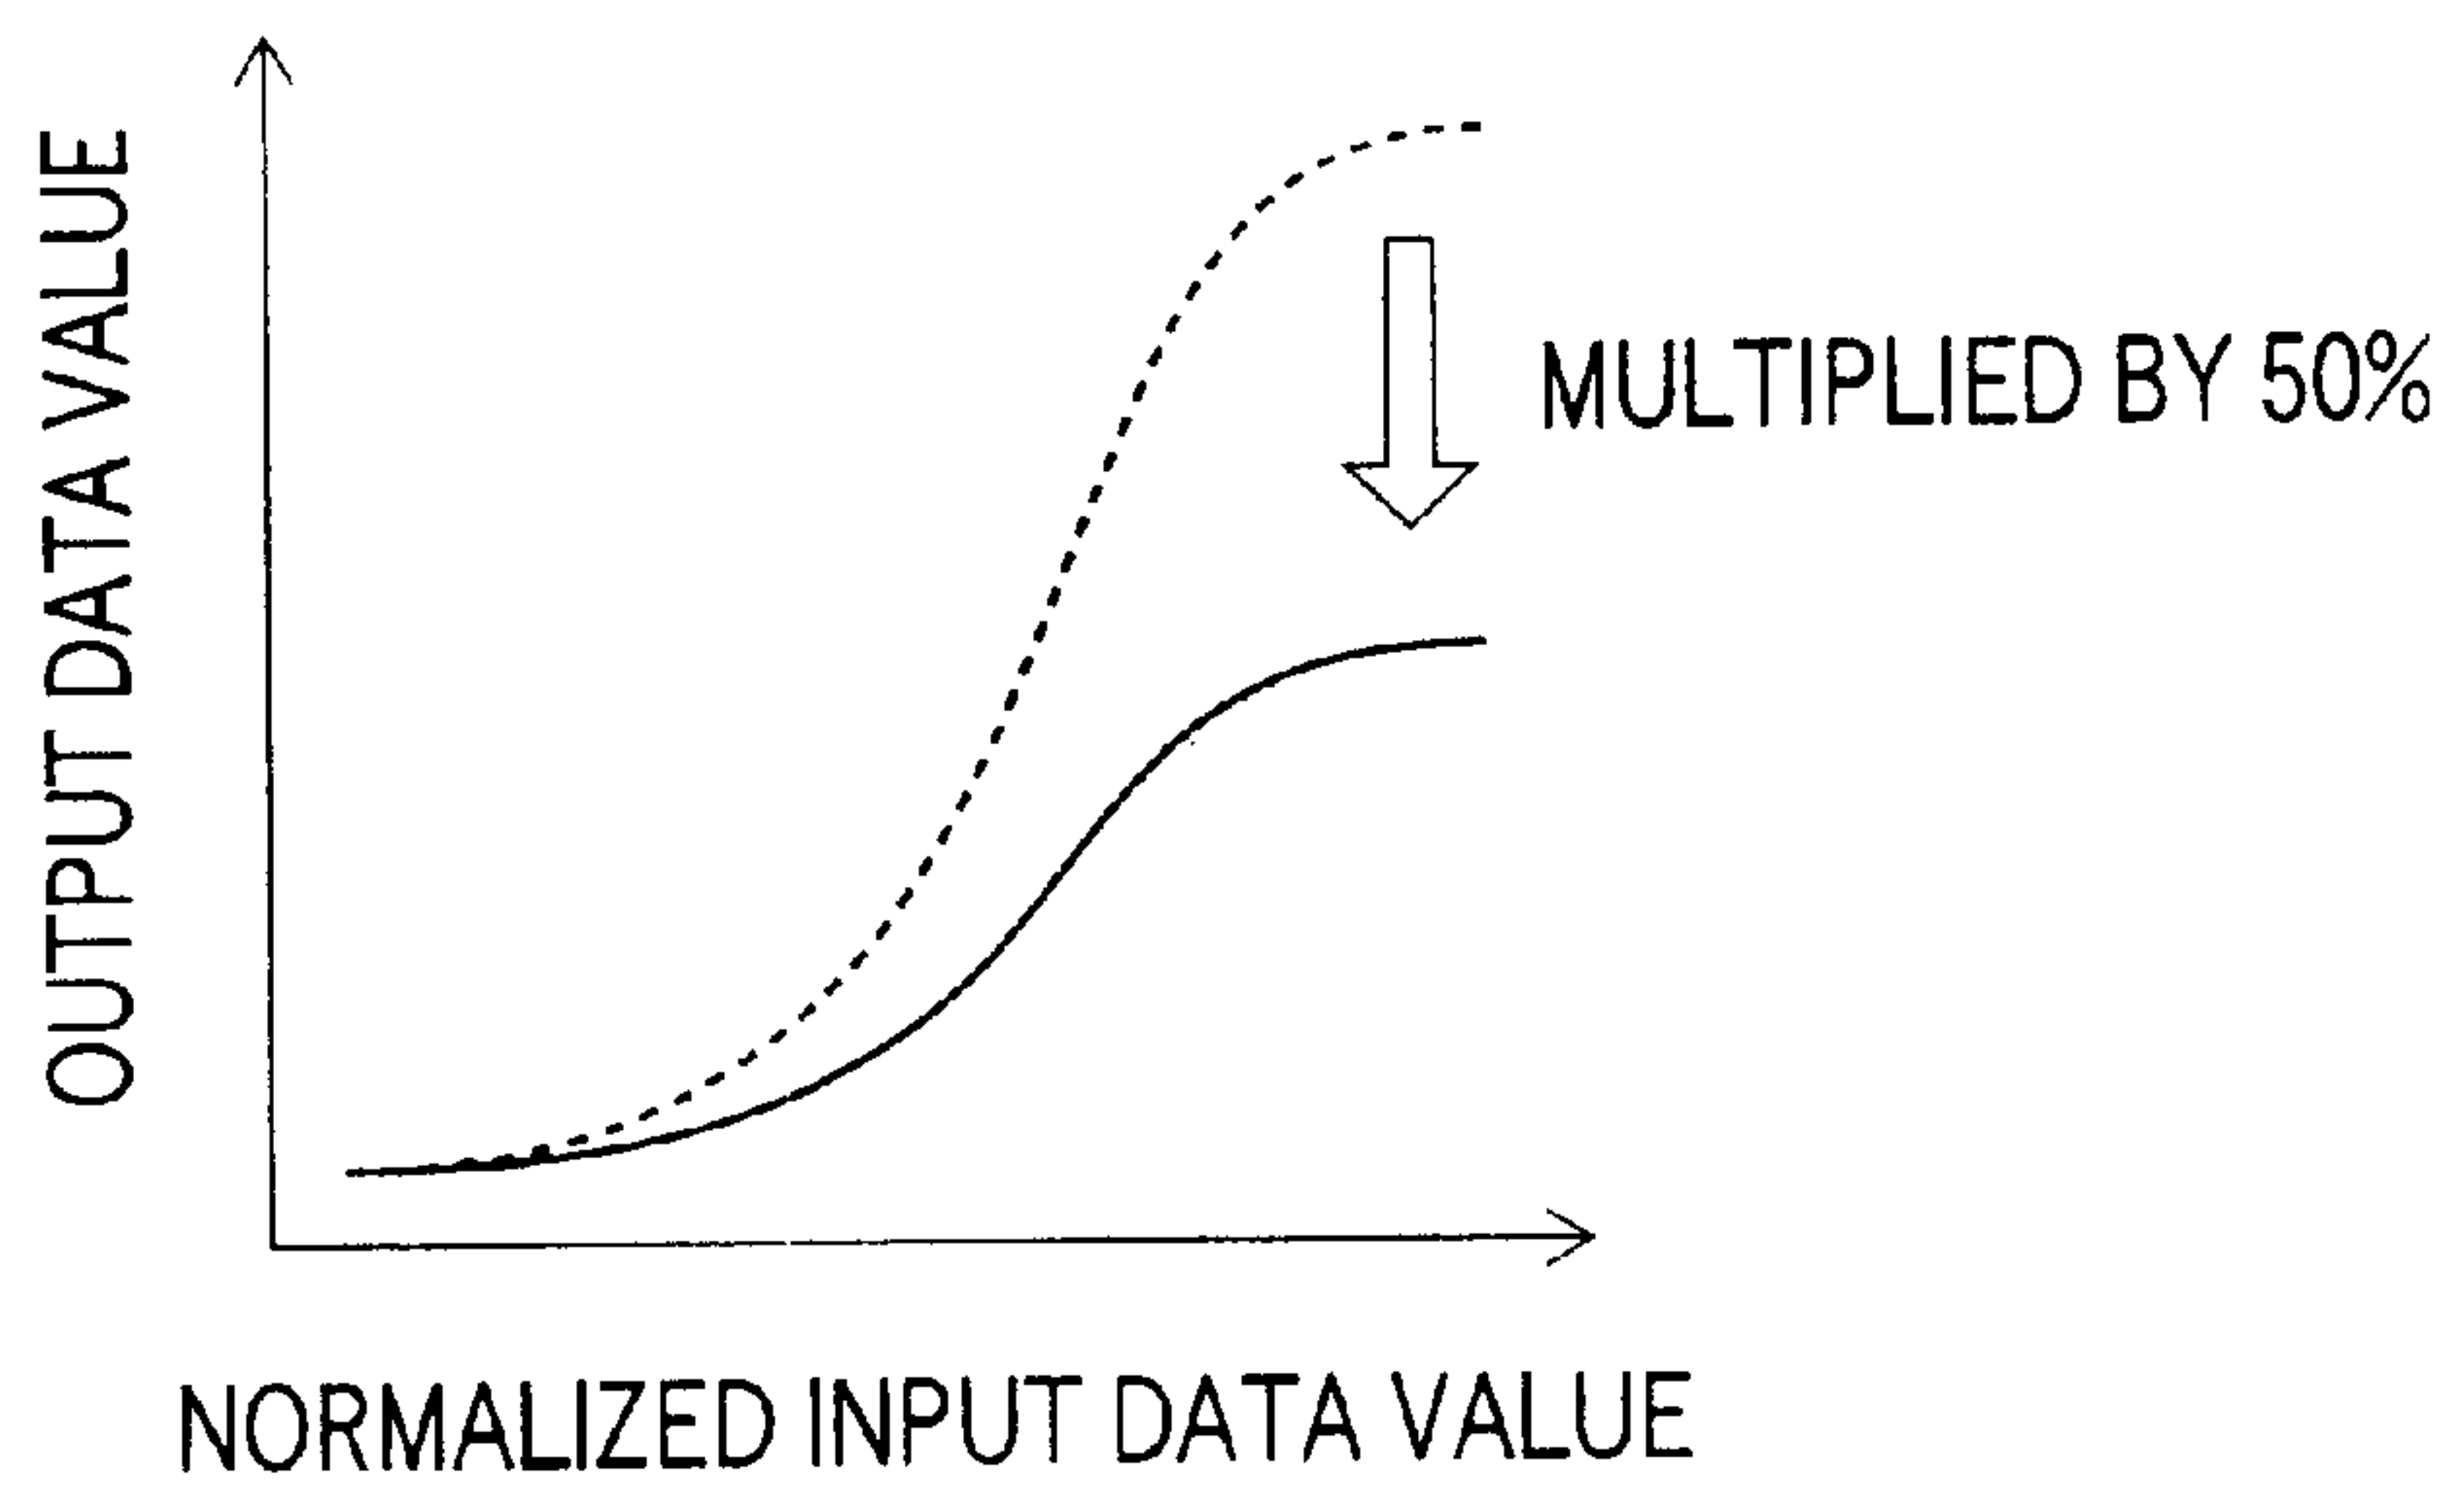 OUTPUT DATA VALUE
MULTIPLIED BY 50%
NORMALIZED INPUT DATA VALUE